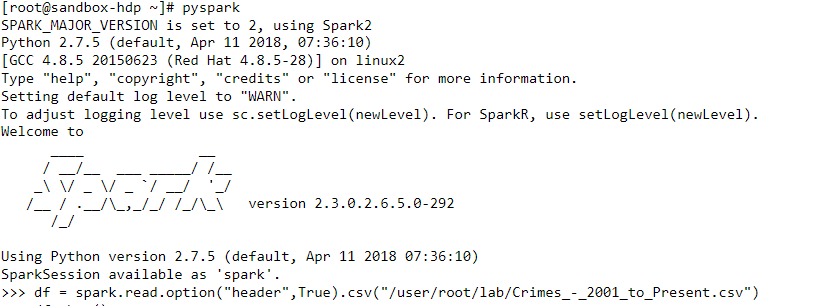 [root@sandbox-hdp ~]# pyspark
SPARK_MAJOR_VERSION is set to 2, using Spark2
Python 2.7.5 (default, Apr 11 2018, 07:36:10)
[GCC 4.8.5 20150623 (Red Hat 4.8.5-28)] on linux2
Type "help", "copyright", "credits" or "license" for more information.
Setting default log level to "WARN".
To adjust logging level use sc.setLogLevel(newLevel). For SparkR, use setLogLevel(newLevel).
Welcome to
      ____              __
     / __/__  ___ _____/ /__
    _\ \/ _ \/ _ `/ __/  '_/
   /__ / .__/\_,_/_/ /_/\_\   version 2.3.0.2.6.5.0-292
      /_/
Using Python version 2.7.5 (default, Apr 11 2018 07:36:10)
SparkSession available as 'spark'.
>>> df = spark.read.option("header",True).csv("/user/root/lab/Crimes_-_2001_to_Present.csv")